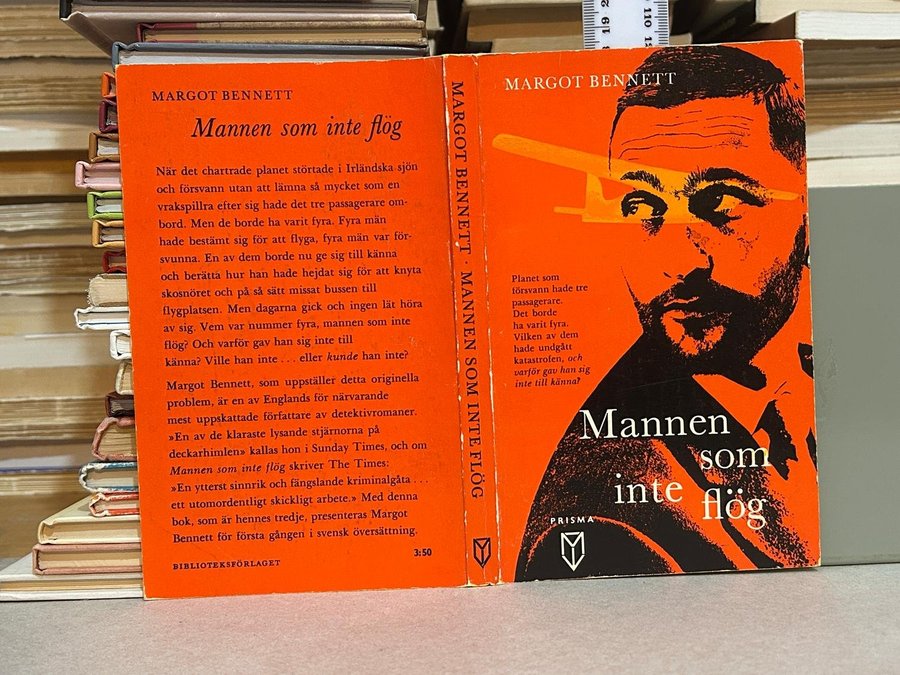 MARGOT BENNETT
Mannen som inte flög
När det chartrade planet störtade i Irländska sjön
och försvann utan att lämna så mycket som en
vrakspillra efter sig hade det tre passagerare om-
bord. Men de borde ha varit fyra. Fyra män
hade bestämt sig för att flyga, fyra män var för-
svunna. En av dem borde nu ge sig till känna
och berätta hur han hade hejdat sig för att knyta
skosnöret och på så sätt missat bussen till
flygplatsen. Men dagarna gick och ingen lät höra
av sig. Vem var nummer fyra, mannen som inte
flög? Och varför gav han sig inte till
känna? Ville han inte . . . eller kunde han inte?
Margot Bennett, som uppställer detta originella
problem, är en av Englands för närvarande
mest uppskattade författare av detektivromaner.
»En av de klaraste lysande stjärnorna på
deckarhimlen» kallas hon i Sunday Times, och om
Mannen som inte flög skriver The Times:
»En ytterst sinnrik och fängslande kriminalgåta . . .
ett utomordentligt skickligt arbete.» Med denna
bok, som är hennes tredje, presenteras Margot
Bennett för första gången i svensk översättning.
3:50
BIBLIOTEKSFÖRLAGET
MARGOT BENNETT · MANNEN SOM INTE FLÖG
MARGOT BENNETT
Planet som
försvann hade tre
passagerare.
Det borde
ha varit fyra.
Vilken av dem
hade undgått
katastrofen, och
varför gav han sig
inte till känna?
Mannen
som
inte
flög
PRISMA
110